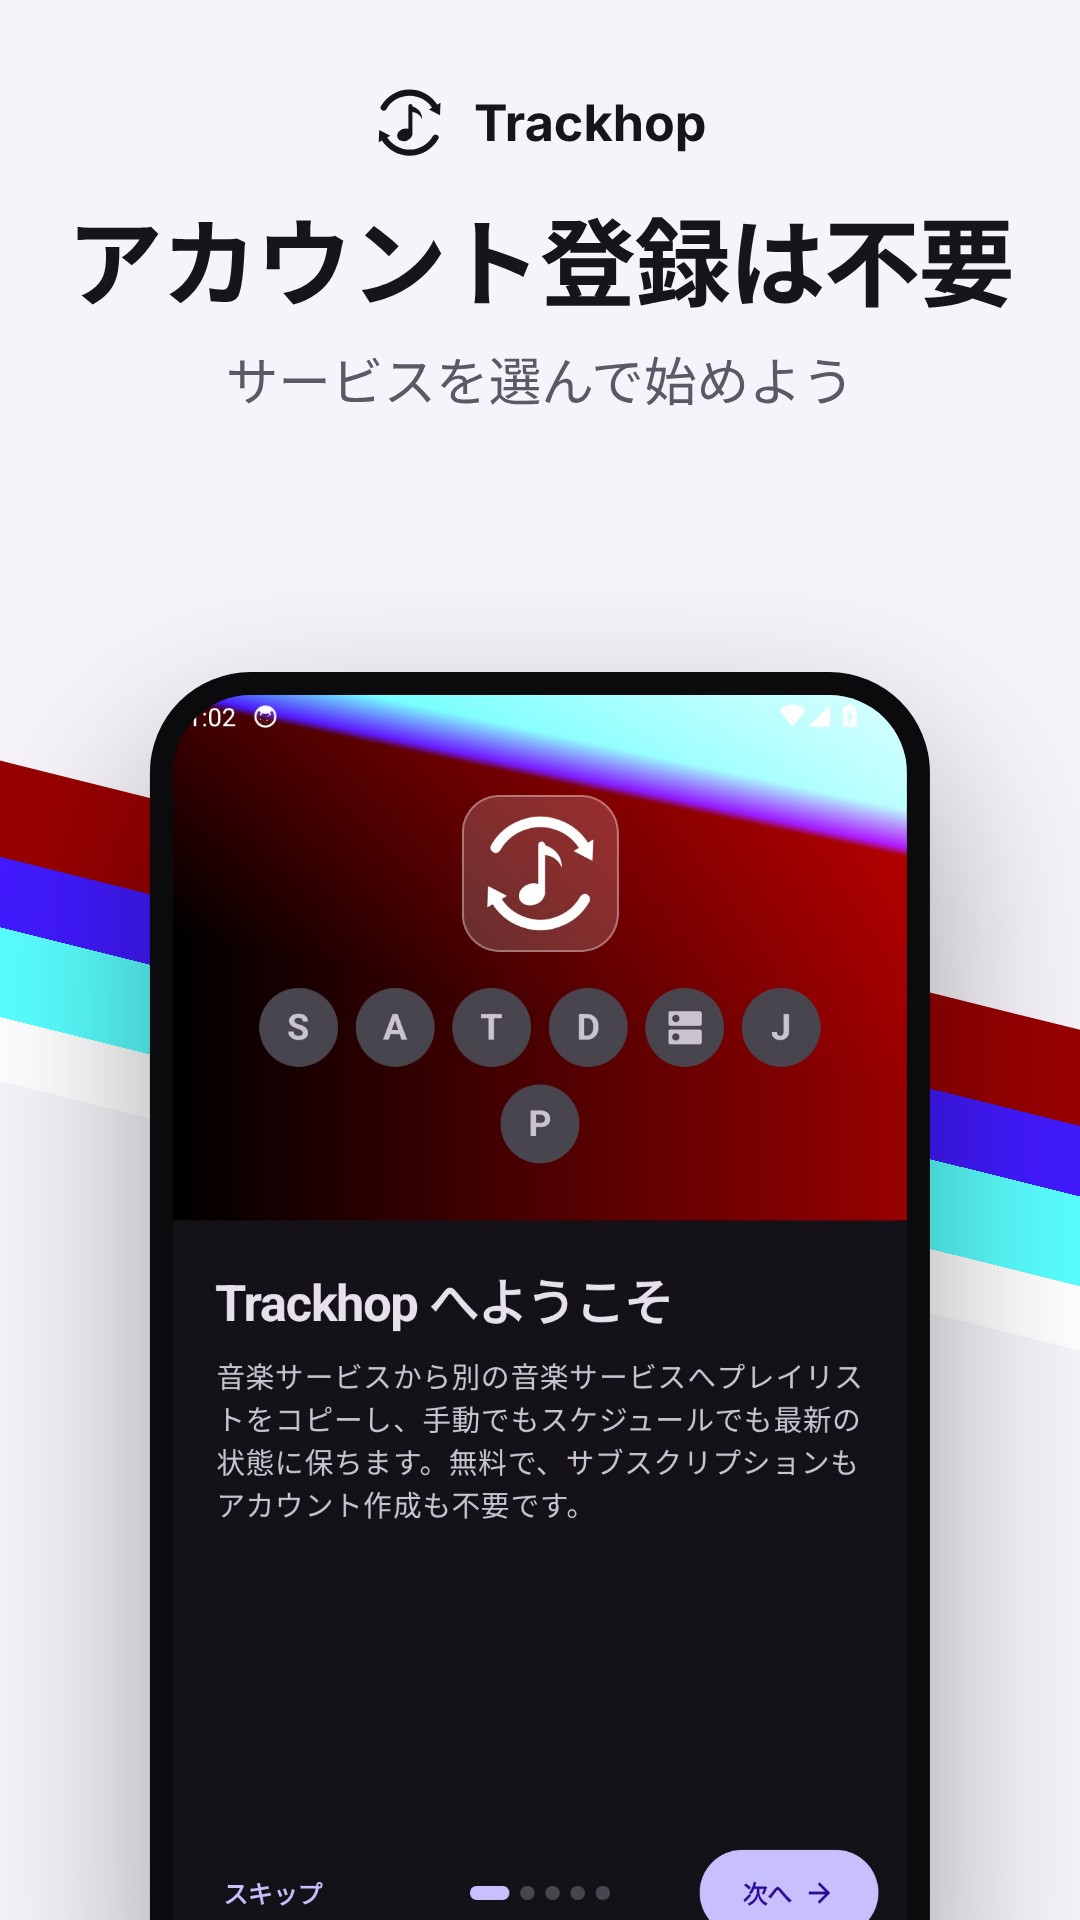 Trackhop
アカウント登録は不要
サービスを選んで始めよう
:02
S A T D J
P
Trackhop へようこそ
音楽サービスから別の音楽サービスへプレイリス
トをコピーし、手動でもスケジュールでも最新の
状態に保ちます。無料で、サブスクリプションも
アカウント作成も不要です。
スキップ
次へ